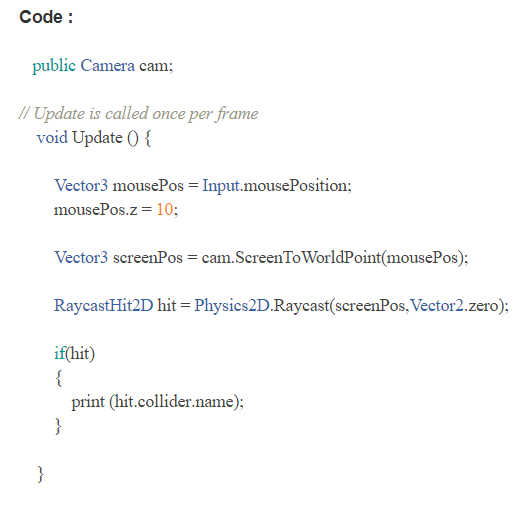 Code :
public Camera cam;
// Update is called once per frame
void Update () {
Vector3 mousePos = Input.mousePosition;
mousePos.z = 10;
Vector3 screenPos = cam.ScreenToWorldPoint(mousePos);
RaycastHit2D hit = Physics2D.Raycast(screenPos,Vector2.zero);
if(hit)
{
print (hit.collider.name);
}
}